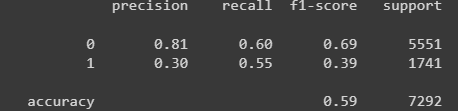 precision recall f1-score support
0 0.81 0.60 0.69 5551
1 0.30 0.55 0.39 1741
accuracy 0.59 7292